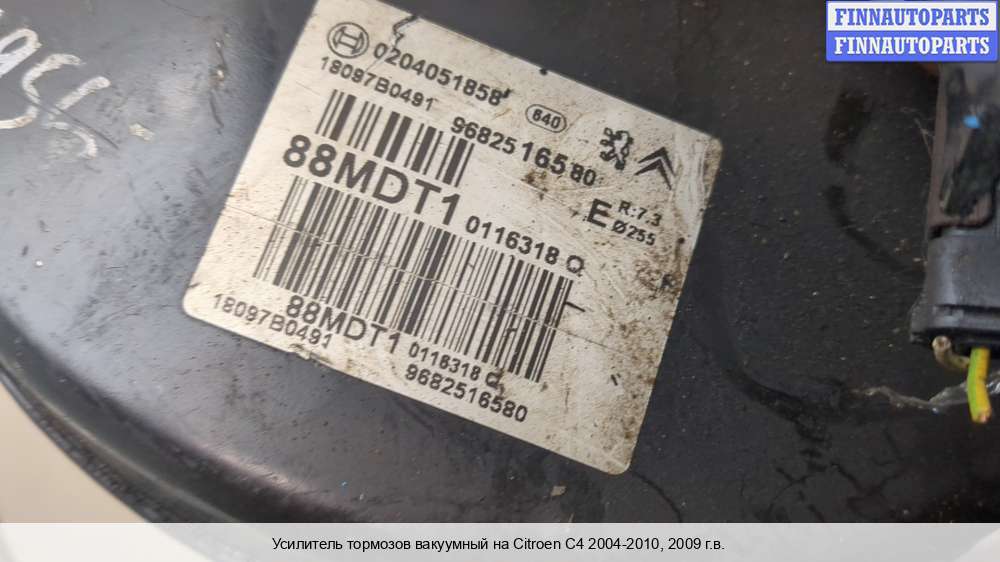 FINNAUTOPARTS
FINNAUTOPARTS
0204051858
18097B0491
640
9682516580
88MDT1
0116318 Q
E
R:7.3
Ø255
88MDT1
0116318 Q
18097B0491
9682516580
Усилитель тормозов вакуумный на Citroen C4 2004-2010, 2009 г.в.